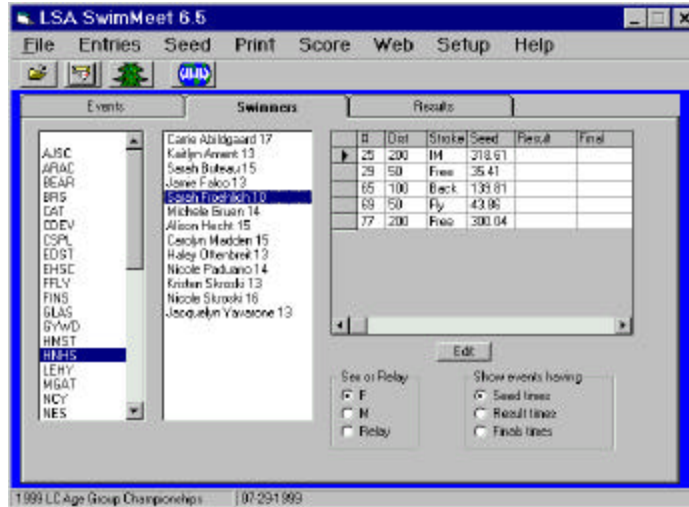 LSA SwimMeet 6.5
File Entries Seed Print Score Web Setup Help
Events Swimmers Results
AJSC
ARAC
BEAR
BRS
CAT
CDEV
CSPL
EDST
EHSC
FFLY
FINS
GLAS
GYWD
HMST
HNHS
LEHY
MGAT
NCY
NES
Carrie Abildgaard 17
Kaitlyn Ament 13
Sarah Buteau 15
Jamie Falco 13
Sarah Froehlich 10
Michele Gruen 14
Alison Hecht 15
Carolyn Madden 15
Haley Ottenbreit 13
Nicole Paduano 14
Kristen Skroski 13
Nicole Skroski 16
Jacquelyn Yavarone 13
# Dist Stroke Seed Result Final
25 200 IM 318.61
29 50 Free 35.41
65 100 Back 139.81
69 50 Fly 43.86
77 200 Free 300.04
Edit
Sex or Relay
F
M
Relay
Show events having
Seed times
Result times
Finals times
1999 LC Age Group Championships 07-29-1999